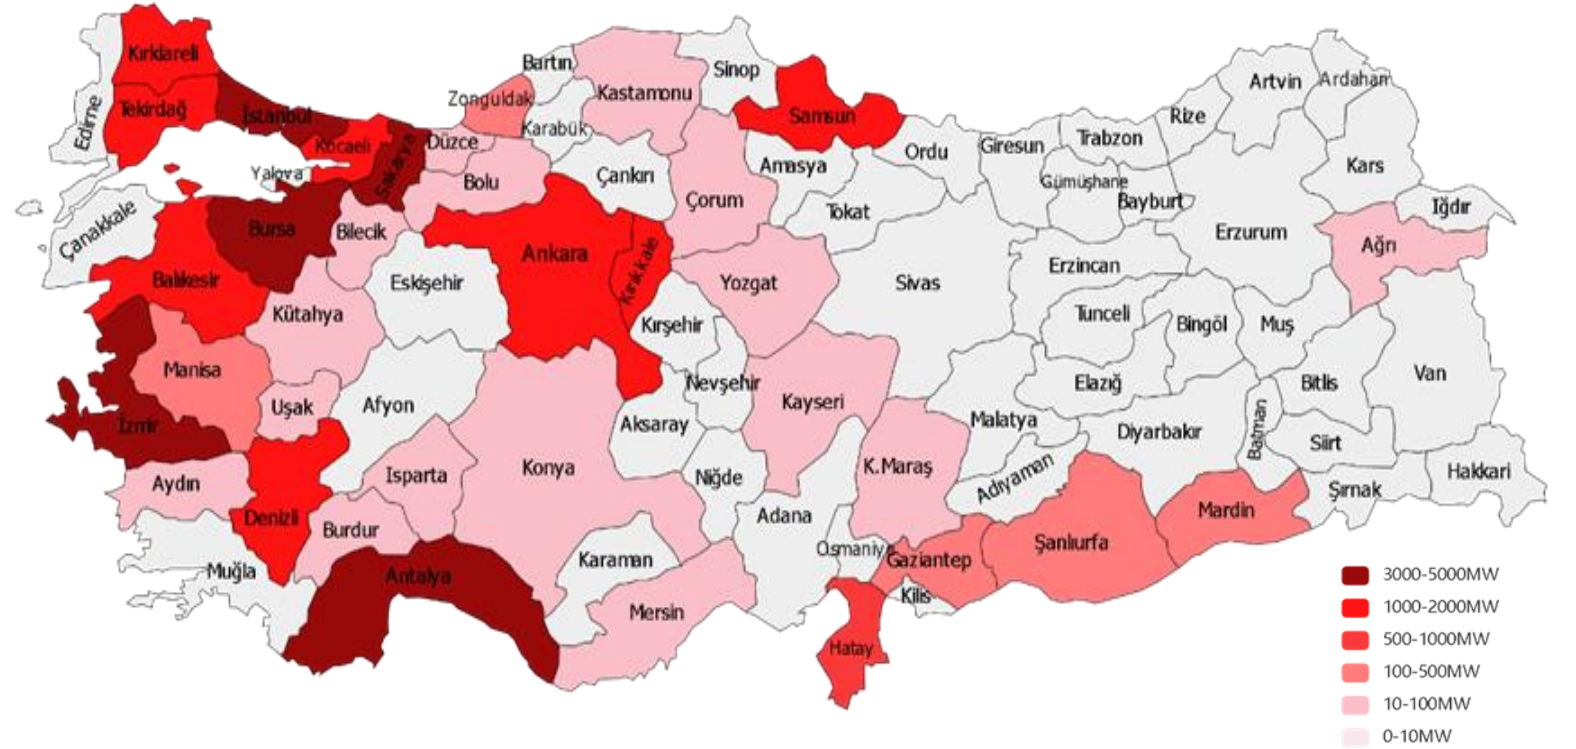 Kırklareli
Edirne
Tekirdağ
İstanbul
Kocaeli
Yalova
Sakarya
Düzce
Zonguldak
Bartın
Karabük
Kastamonu
Sinop
Samsun
Bolu
Çankırı
Çorum
Amasya
Tokat
Ordu
Giresun
Trabzon
Gümüşhane
Bayburt
Rize
Artvin
Ardahan
Kars
Iğdır
Ağrı
Erzurum
Erzincan
Çanakkale
Balıkesir
Bursa
Bilecik
Eskişehir
Kütahya
Ankara
Kırıkkale
Kırşehir
Yozgat
Sivas
Tunceli
Bingöl
Muş
Bitlis
Van
Elazığ
Malatya
Manisa
Uşak
Afyon
İzmir
Aydın
Denizli
Isparta
Burdur
Muğla
Antalya
Konya
Aksaray
Nevşehir
Kayseri
Niğde
Karaman
Mersin
Adana
Osmaniye
K.Maraş
Adıyaman
Diyarbakır
Batman
Siirt
Şırnak
Hakkari
Mardin
Şanlıurfa
Gaziantep
Kilis
Hatay
3000-5000MW
1000-2000MW
500-1000MW
100-500MW
10-100MW
0-10MW